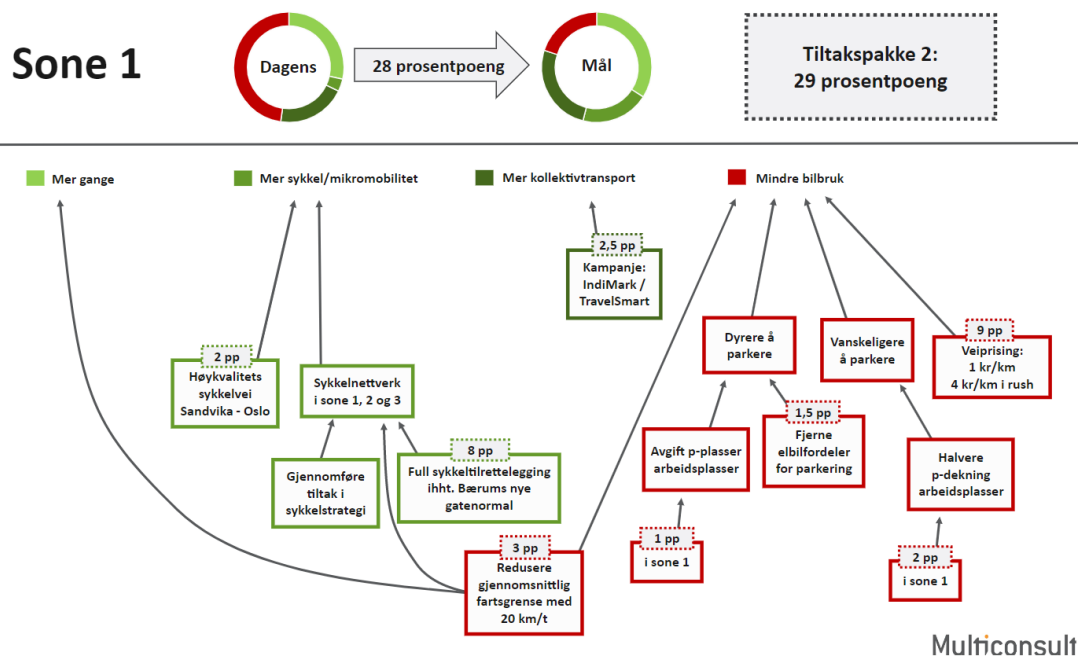 Sone 1
Dagens
28 prosentpoeng
Mål
Tiltakspakke 2:
29 prosentpoeng
Mer gange
Mer sykkel/mikromobilitet
Mer kollektivtransport
Mindre bilbruk
2,5 pp
Kampanje:
IndiMark /
TravelSmart
2 pp
Høykvalitets
sykkelvei
Sandvika - Oslo
Sykkelnettverk
i sone 1, 2 og 3
Dyrere å
parkere
Vanskeligere
å parkere
9 pp
Veiprising:
1 kr/km
4 kr/km i rush
Gjennomføre
tiltak i
sykkelstrategi
8 pp
Full sykkeltilrettelegging
ihht. Bærums nye
gatenormal
Avgift p-plasser
arbeidsplasser
1,5 pp
Fjerne
elbilfordeler
for parkering
Halvere
p-dekning
arbeidsplasser
3 pp
Redusere
gjennomsnittlig
fartsgrense med
20 km/t
1 pp
i sone 1
2 pp
i sone 1
Multiconsult